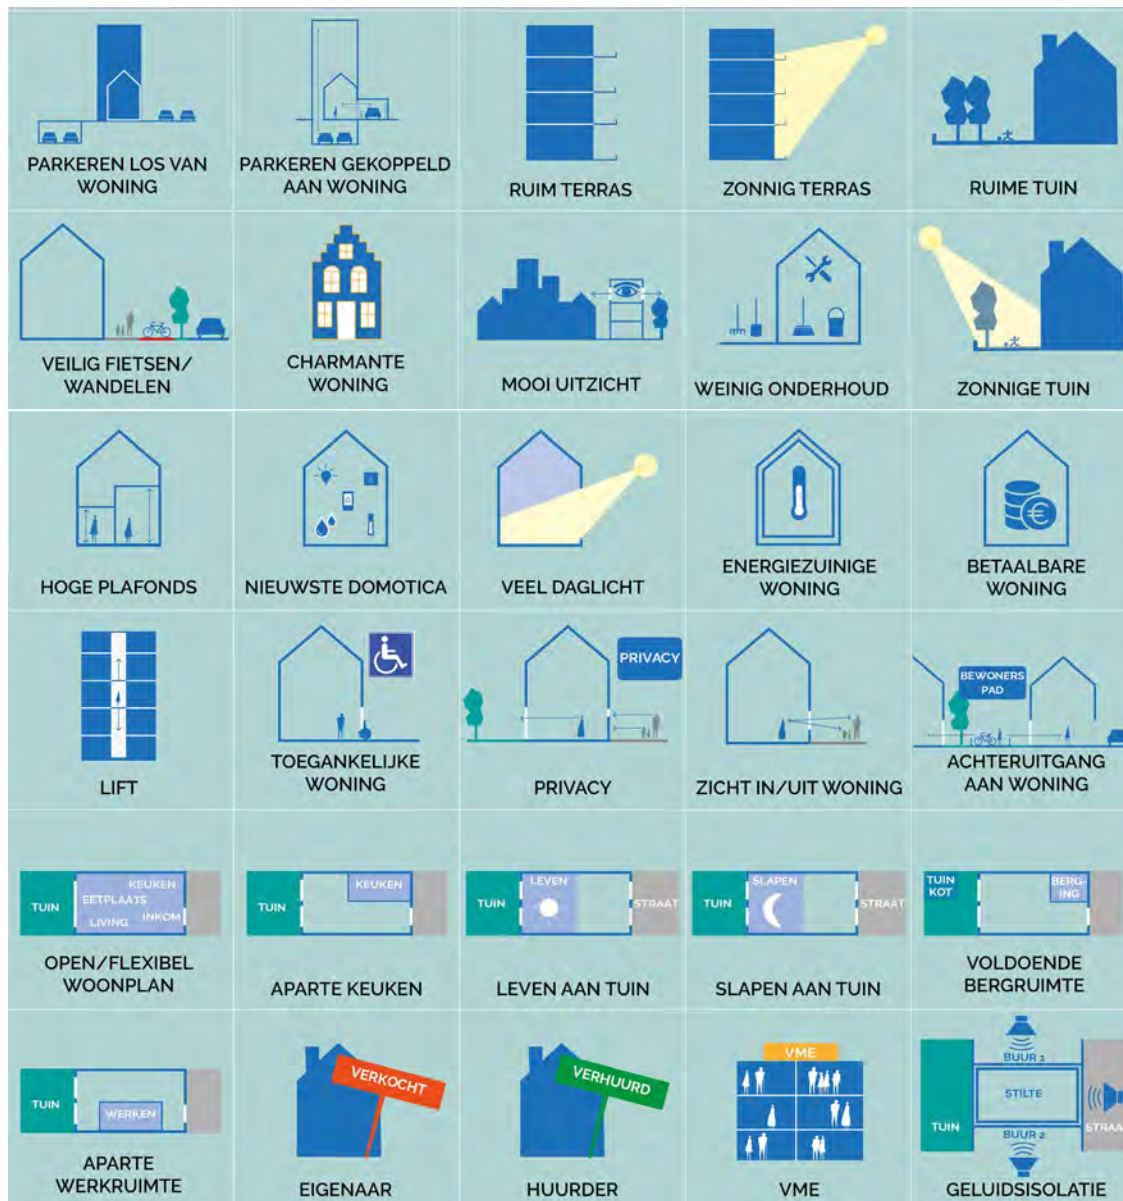 PARKEREN LOS VAN
WONING
PARKEREN GEKOPPELD
AAN WONING
RUIM TERRAS
ZONNIG TERRAS
RUIME TUIN
VEILIG FIETSEN/
WANDELEN
CHARMANTE
WONING
MOOI UITZICHT
WEINIG ONDERHOUD
ZONNIGE TUIN
HOGE PLAFONDS
NIEUWSTE DOMOTICA
VEEL DAGLICHT
ENERGIEZUINIGE
WONING
BETAALBARE
WONING
LIFT
TOEGANKELIJKE
WONING
PRIVACY
PRIVACY
ZICHT IN/UIT WONING
BEWONERS
PAD
ACHTERUITGANG
AAN WONING
TUIN
KEUKEN
EETPLAATS
INKOM
LIVING
OPEN/FLEXIBEL
WOONPLAN
TUIN
KEUKEN
APARTE KEUKEN
TUIN
LEVEN
STRAAT
LEVEN AAN TUIN
TUIN
SLAPEN
STRAAT
SLAPEN AAN TUIN
TUIN
KOT
BERG-
ING
VOLDOENDE
BERGRUIMTE
TUIN
WERKEN
APARTE
WERKRUIMTE
VERKOCHT
EIGENAAR
VERHUURD
HUURDER
VME
VME
BUUR 1
STILTE
TUIN
STRAA
BUUR 2
GELUIDSISOLATIE